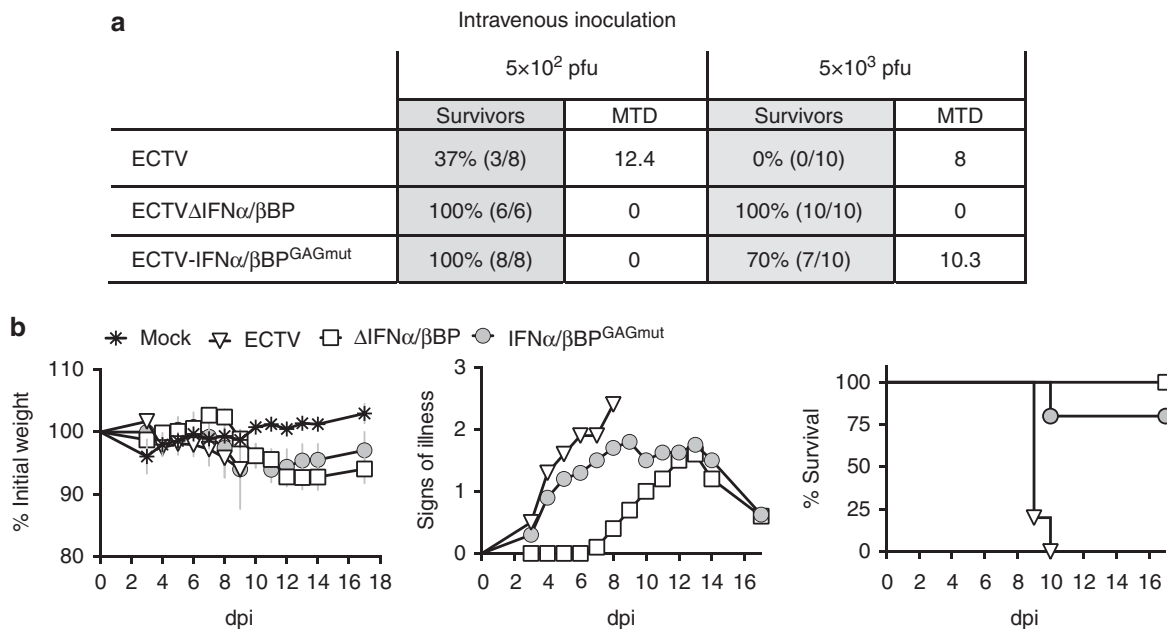 a
Intravenous inoculation
5×10² pfu 5×10³ pfu
Survivors MTD Survivors MTD
ECTV 37% (3/8) 12.4 0% (0/10) 8
ECTVΔIFNα/βBP 100% (6/6) 0 100% (10/10) 0
ECTV-IFNα/βBP^GAGmut 100% (8/8) 0 70% (7/10) 10.3
b
Mock ECTV ΔIFNα/βBP IFNα/βBP^GAGmut
% Initial weight
110
100
90
80
0 2 4 6 8 10 12 14 16 18
dpi
Signs of illness
3
2
1
0
0 2 4 6 8 10 12 14 16
dpi
% Survival
100
75
50
25
0
0 2 4 6 8 10 12 14 16
dpi